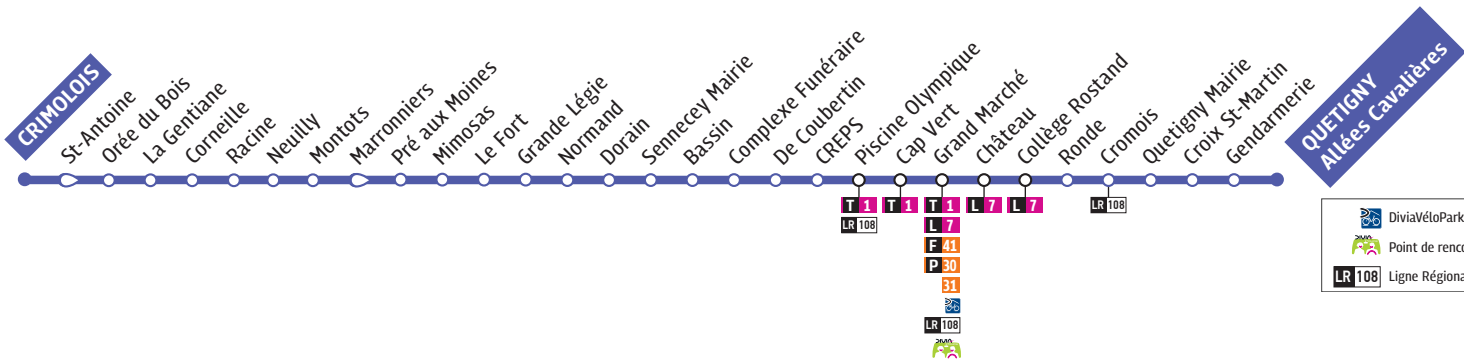 CRIMOLOIS
St-Antoine
Orée du Bois
La Gentiane
Corneille
Racine
Neuilly
Montots
Marronniers
Pré aux Moines
Mimosas
Le Fort
Grande Légie
Normand
Dorain
Sennecey Mairie
Bassin
Complexe Funéraire
De Coubertin
CREPS
Piscine Olympique
Cap Vert
Grand Marché
Château
Collège Rostand
Ronde
Cromois
Quetigny Mairie
Croix St-Martin
Gendarmerie
QUETIGNY
Allées Cavalières
T 1
LR 108
T 1
T 1
L 7
F 41
P 30
31
LR 108
DIVIA
L 7
L 7
LR 108
DiviaVéloPark
DIVIA
Point de renco
LR 108 Ligne Régiona